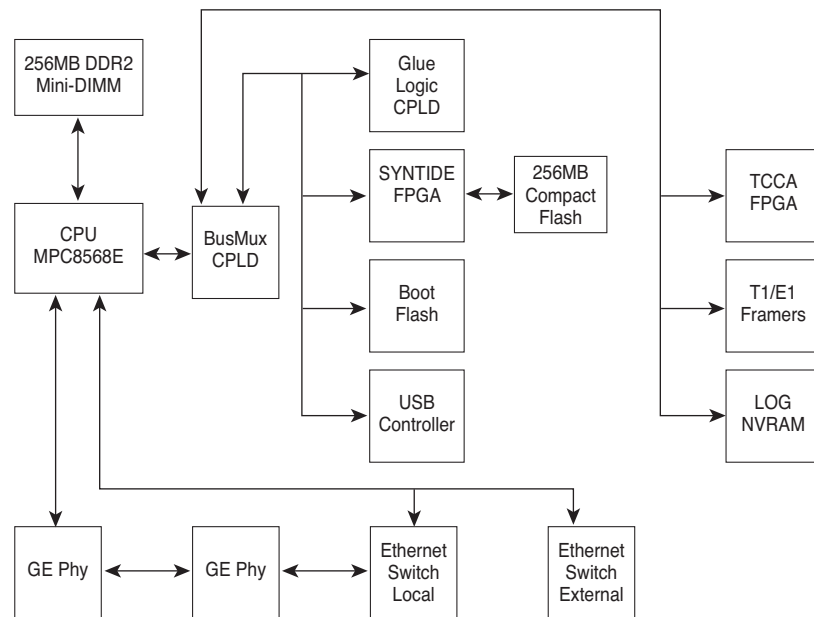 256MB DDR2
Mini-DIMM
Glue
Logic
CPLD
SYNTIDE
FPGA
256MB
Compact
Flash
TCCA
FPGA
CPU
MPC8568E
BusMux
CPLD
Boot
Flash
T1/E1
Framers
USB
Controller
LOG
NVRAM
GE Phy
GE Phy
Ethernet
Switch
Local
Ethernet
Switch
External